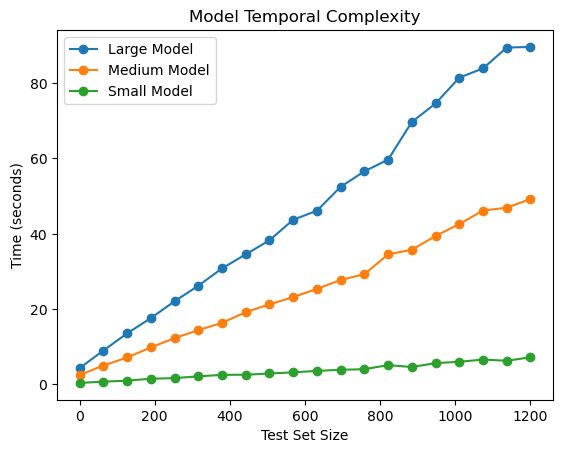 Model Temporal Complexity
Large Model
Medium Model
Small Model
Time (seconds)
80
60
40
20
0
0 200 400 600 800 1000 1200
Test Set Size